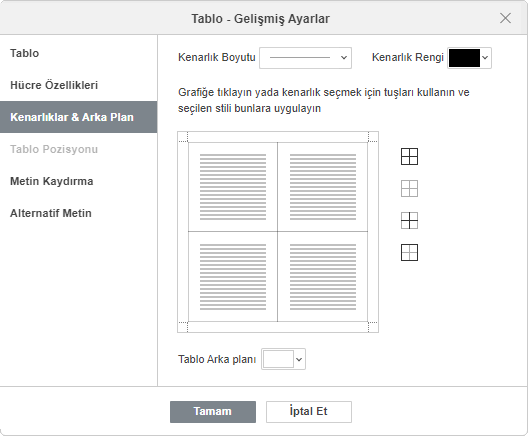 Tablo - Gelişmiş Ayarlar
Tablo
Hücre Özellikleri
Kenarlıklar & Arka Plan
Tablo Pozisyonu
Metin Kaydırma
Alternatif Metin
Kenarlık Boyutu
Kenarlık Rengi
Grafiğe tıklayın yada kenarlık seçmek için tuşları kullanın ve
seçilen stili bunlara uygulayın
Tablo Arka planı
Tamam
İptal Et